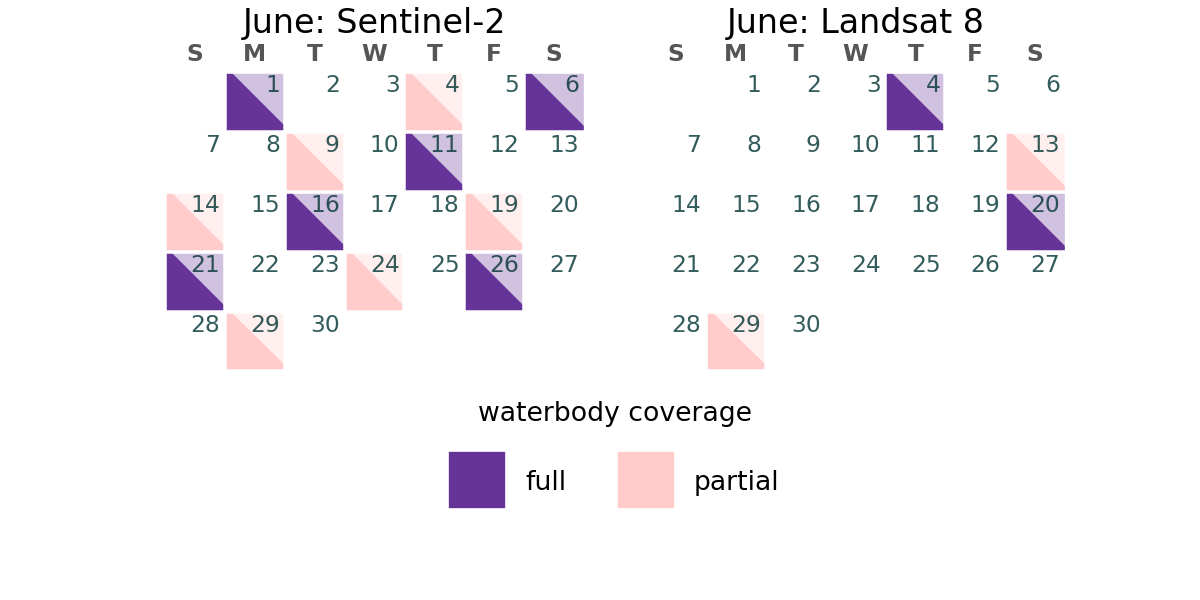 June: Sentinel-2
S M T W T F S
1 2 3 4 5 6
7 8 9 10 11 12 13
14 15 16 17 18 19 20
21 22 23 24 25 26 27
28 29 30
June: Landsat 8
S M T W T F S
1 2 3 4 5 6
7 8 9 10 11 12 13
14 15 16 17 18 19 20
21 22 23 24 25 26 27
28 29 30
waterbody coverage
full
partial